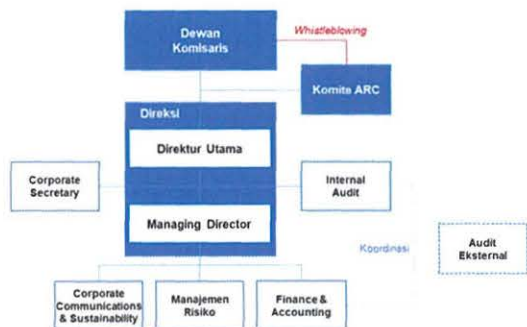 Dewan
Komisaris
Whistleblowing
Komite ARC
Direksi
Direktur Utama
Corporate
Secretary
Internal
Audit
Managing Director
Koordinasi
Audit
Eksternal
Corporate
Communications
& Sustainability
Manajemen
Risiko
Finance &
Accounting